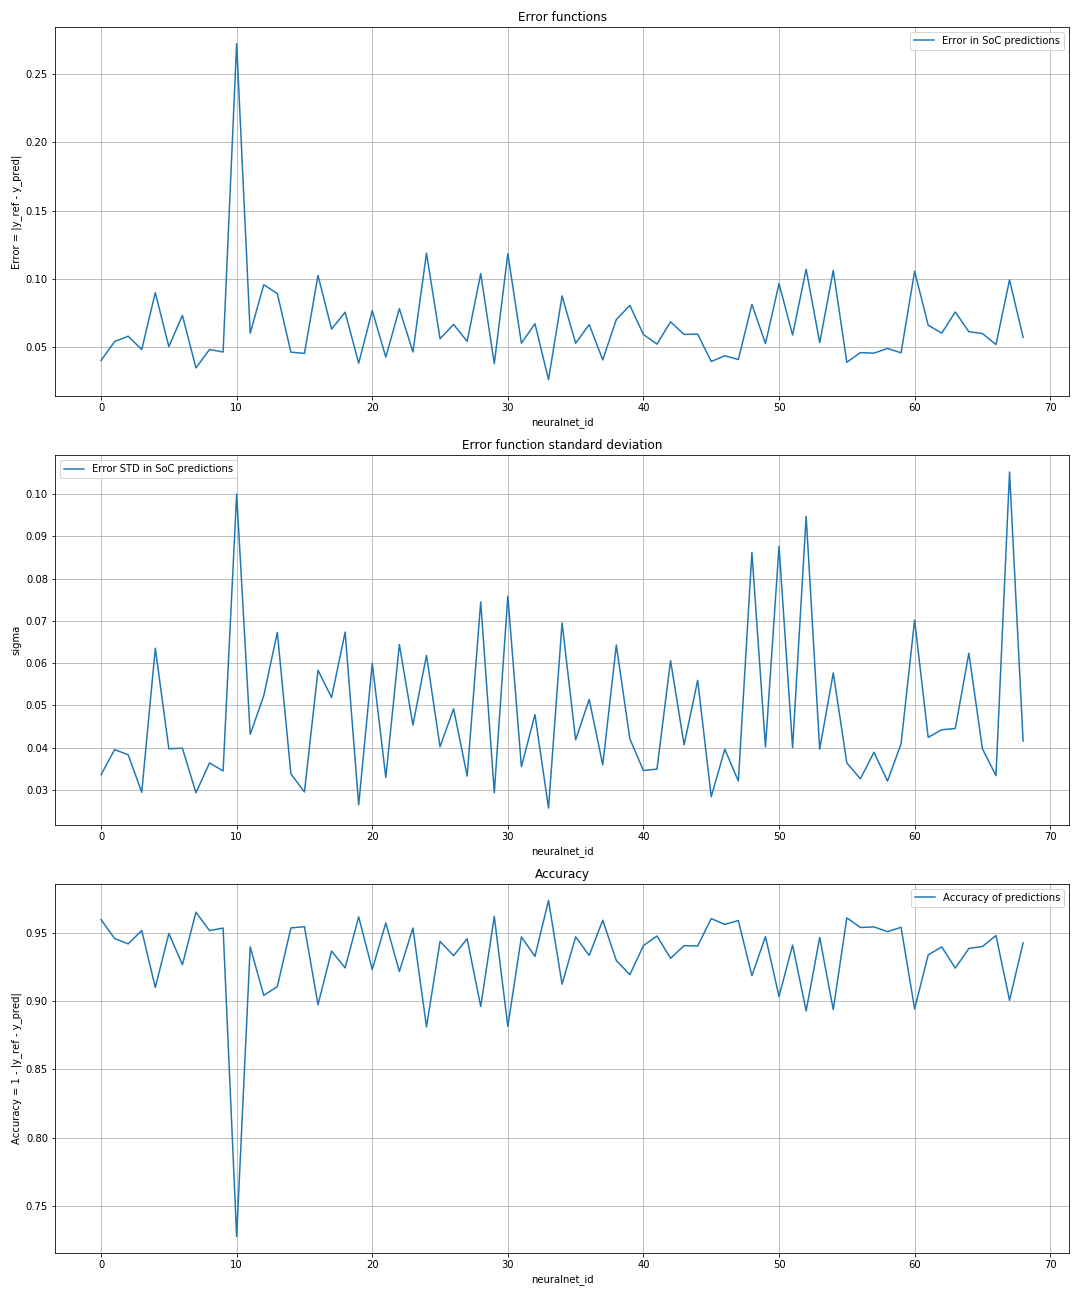 Error functions
Error in SoC predictions
0.25
0.20
0.15
0.10
0.05
Error = |y_ref - y_pred|
0 10 20 30 40 50 60 70
neuralnet_id
Error function standard deviation
Error STD in SoC predictions
0.10
0.09
0.08
0.07
0.06
0.05
0.04
0.03
sigma
0 10 20 30 40 50 60 70
neuralnet_id
Accuracy
Accuracy of predictions
0.95
0.90
0.85
0.80
0.75
Accuracy = 1 - |y_ref - y_pred|
0 10 20 30 40 50 60 70
neuralnet_id